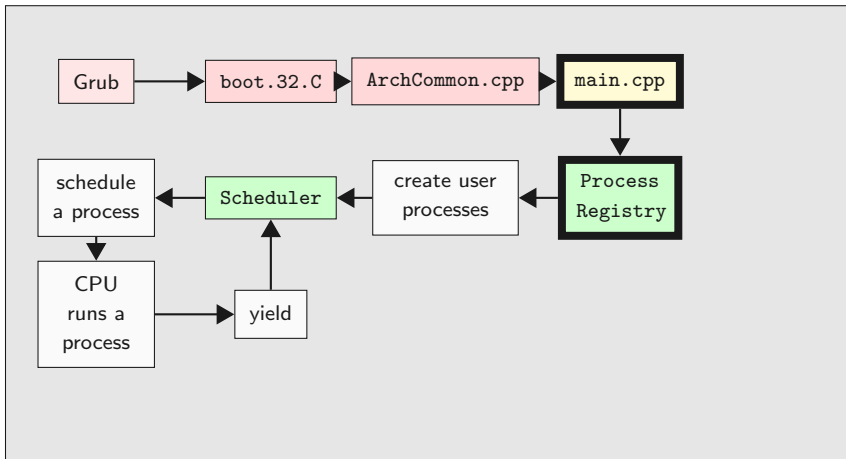 Grub
boot.32.C
ArchCommon.cpp
main.cpp
schedule
a process
Scheduler
create user
processes
Process
Registry
CPU
runs a
process
yield